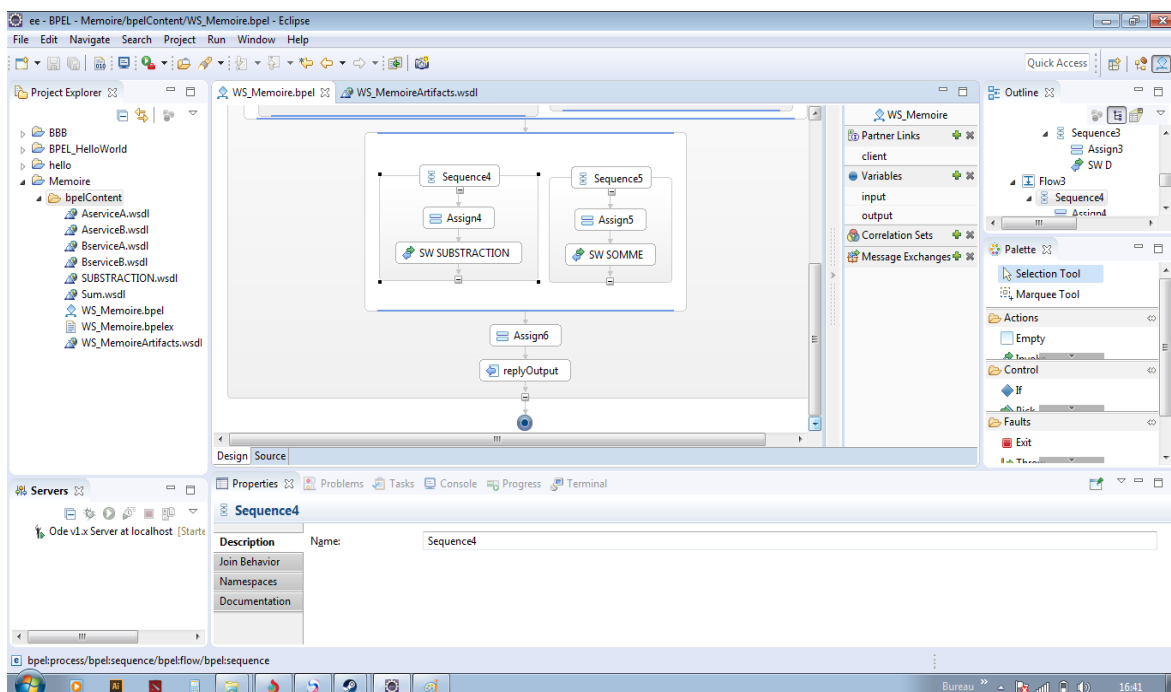 ee - BPEL - Memoire/bpelContent/WS_Memoire.bpel - Eclipse
File Edit Navigate Search Project Run Window Help
Quick Access
Project Explorer
BBB
BPEL_HelloWorld
hello
Memoire
bpelContent
AserviceA.wsdl
AserviceB.wsdl
BserviceA.wsdl
BserviceB.wsdl
SUBSTRACTION.wsdl
Sum.wsdl
WS_Memoire.bpel
WS_Memoire.bpelex
WS_MemoireArtifacts.wsdl
WS_Memoire.bpel WS_MemoireArtifacts.wsdl
Sequence4 Sequence5
Assign4 Assign5
SW SUBSTRACTION SW SOMME
Assign6
replyOutput
Design Source
WS_Memoire
Partner Links
client
Variables
input
output
Correlation Sets
Message Exchanges
Outline
Sequence3
Assign3
SW D
Flow3
Sequence4
Assign4
Palette
Selection Tool
Marquee Tool
Actions
Empty
Control
If
Pick
Faults
Exit
Servers
Ode v1.x Server at localhost [Starte
Properties Problems Tasks Console Progress Terminal
Sequence4
Description
Name: Sequence4
Join Behavior
Namespaces
Documentation
bpel:process/bpel:sequence/bpel:flow/bpel:sequence
Bureau 16:41